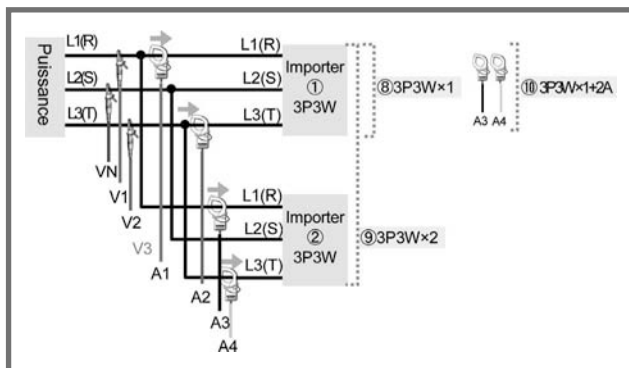 Puissance
L1(R)
L2(S)
L3(T)
L1(R)
L2(S)
L3(T)
Importer
①
3P3W
⑧3P3W×1
⑩3P3W×1+2A
A3 A4
VN
V1
V2
V3
A1
A2
A3
A4
L1(R)
L2(S)
L3(T)
Importer
②
3P3W
⑨3P3W×2